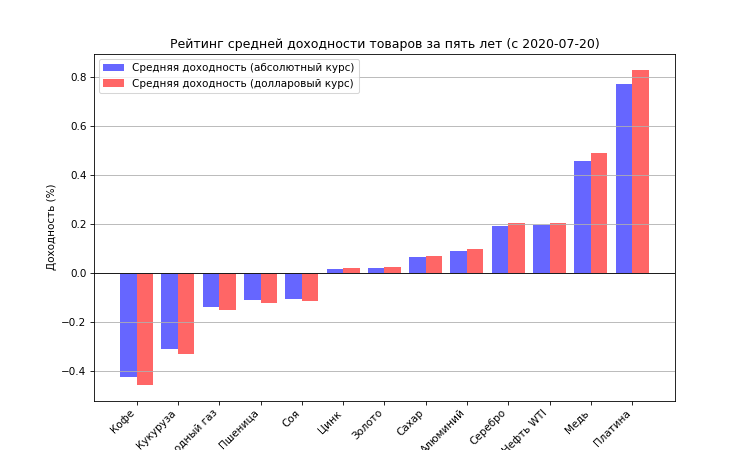 Рейтинг средней доходности товаров за пять лет (с 2020-07-20)
Средняя доходность (абсолютный курс)
Средняя доходность (долларовый курс)
Доходность (%)
0.8
0.6
0.4
0.2
0.0
−0.2
−0.4
Кофе
Кукуруза
одный газ
Пшеница
Соя
Цинк
Золото
Сахар
Алюминий
Серебро
Нефть WTI
Медь
Платина